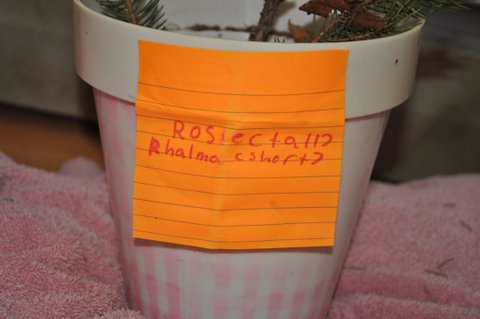 Rosie (tall)
Rhalma (short)